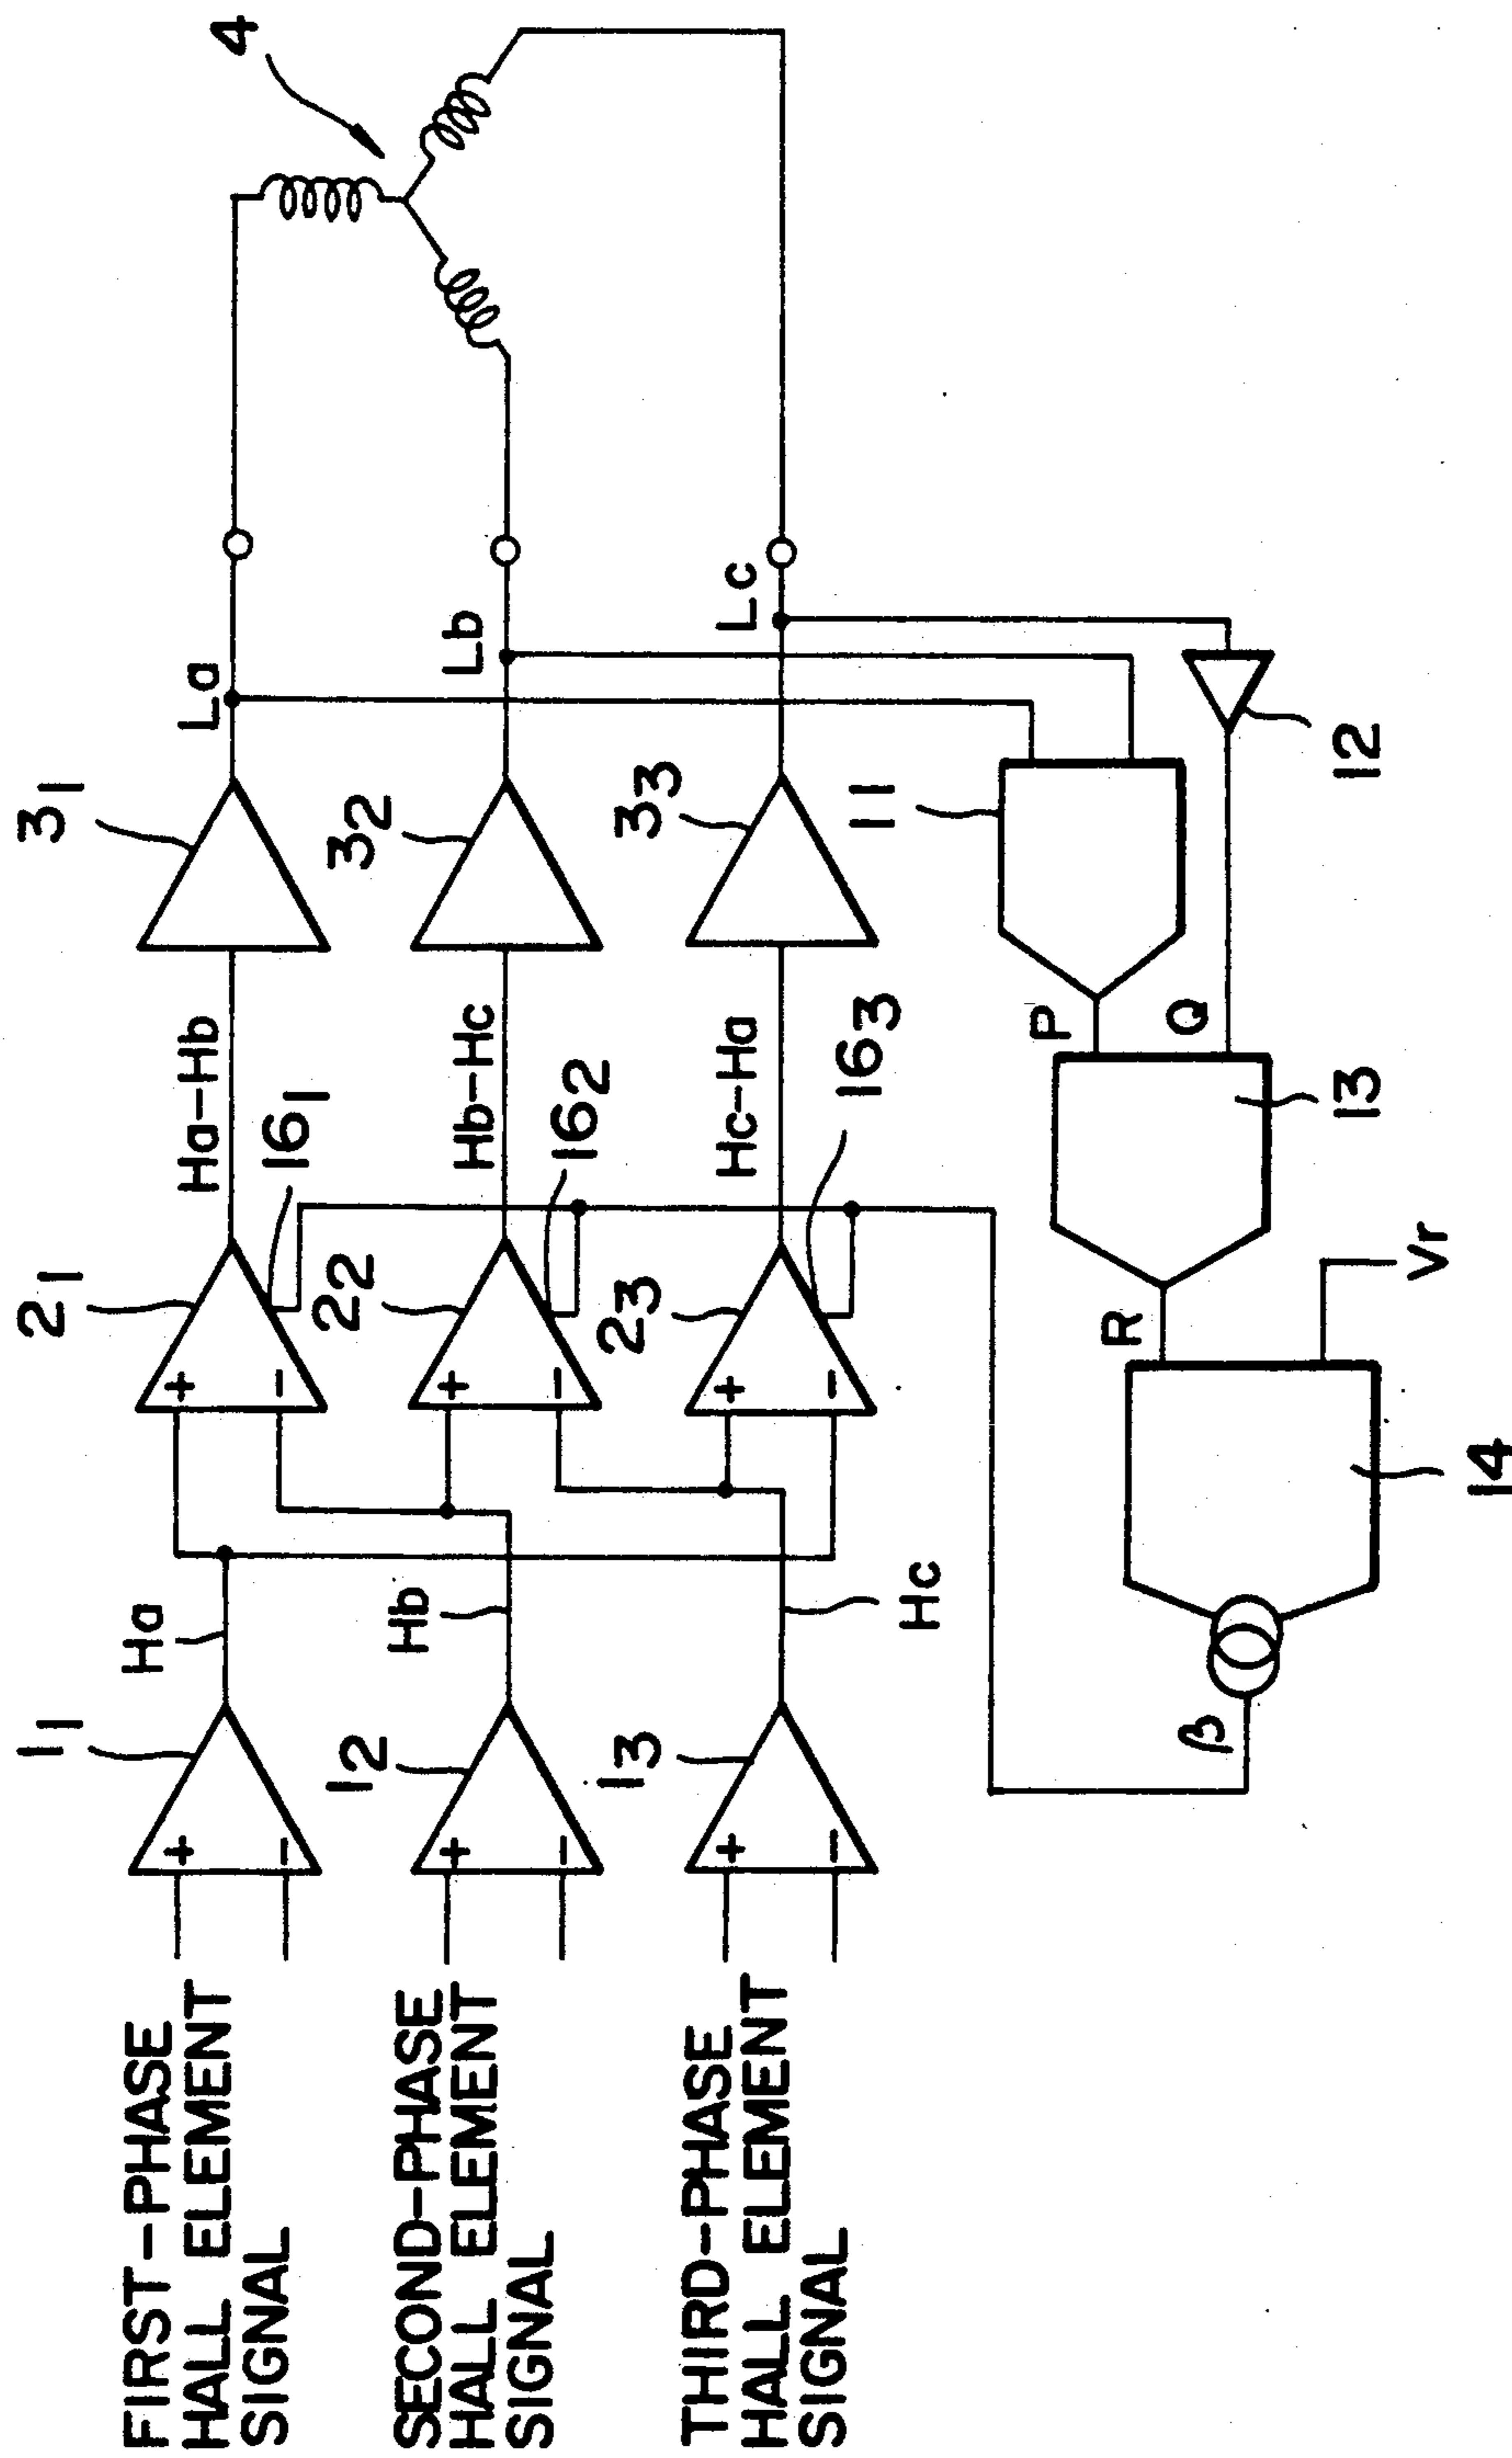 FIRST-PHASE
HALL ELEMENT
SIGNAL
SECOND-PHASE
HALL ELEMENT
SIGNAL
THIRD-PHASE
HALL ELEMENT
SIGNAL
1₁
1₂
1₃
+
−
+
−
+
−
Ha
Hb
Hc
2₁
2₂
2₃
+
−
+
−
+
−
16₁
16₂
16₃
Ha-Hb
Hb-Hc
Hc-Ha
3₁
3₂
3₃
La
Lb
Lc
4
11
12
P
Q
13
R
Vr
14
β